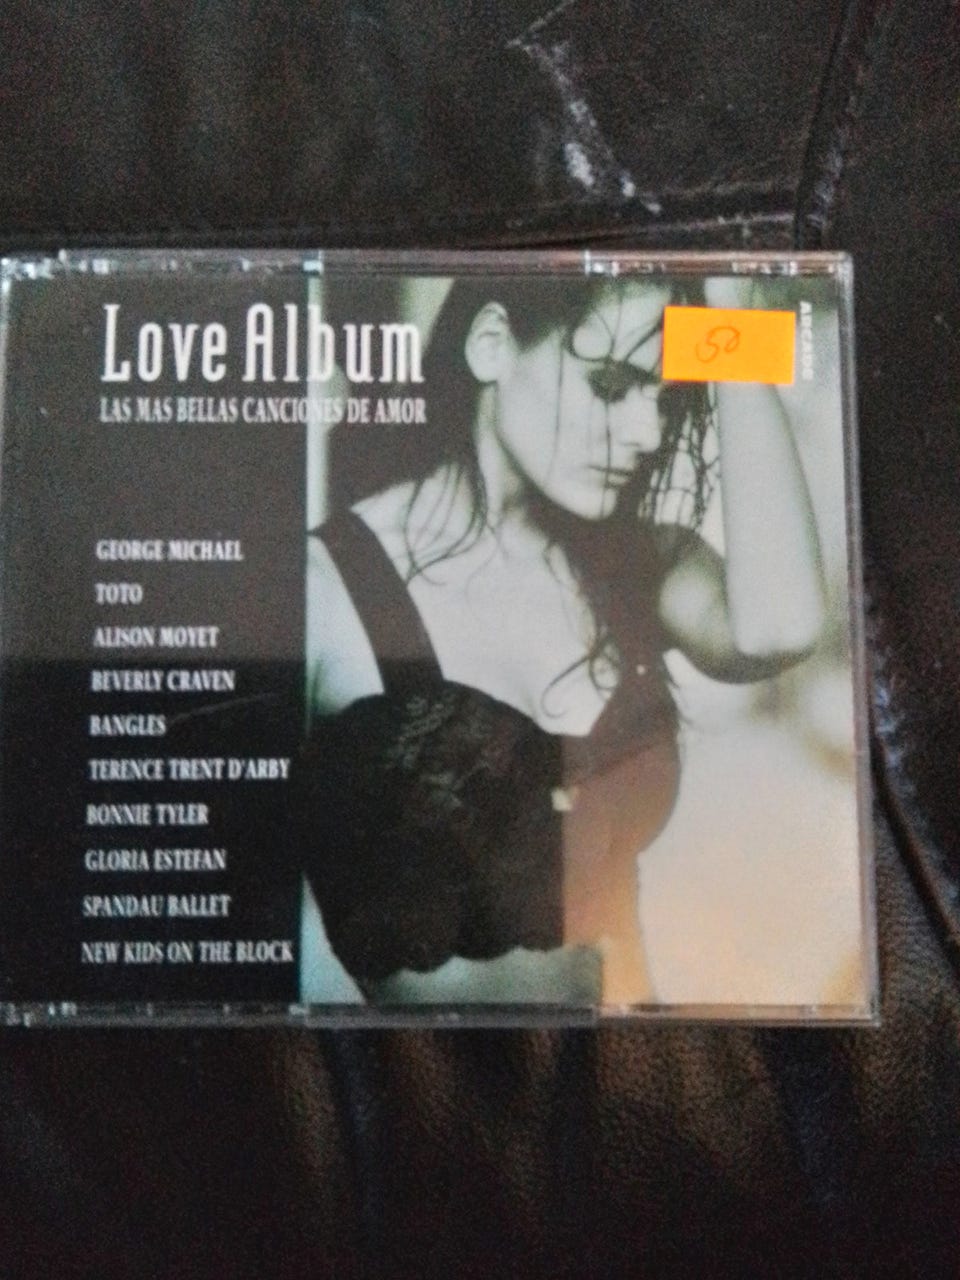 Love Album
LAS MAS BELLAS CANCIONES DE AMOR
GEORGE MICHAEL
TOTO
ALISON MOYET
BEVERLY CRAVEN
BANGLES
TERENCE TRENT D'ARBY
BONNIE TYLER
GLORIA ESTEFAN
SPANDAU BALLET
NEW KIDS ON THE BLOCK
50
ARCADE